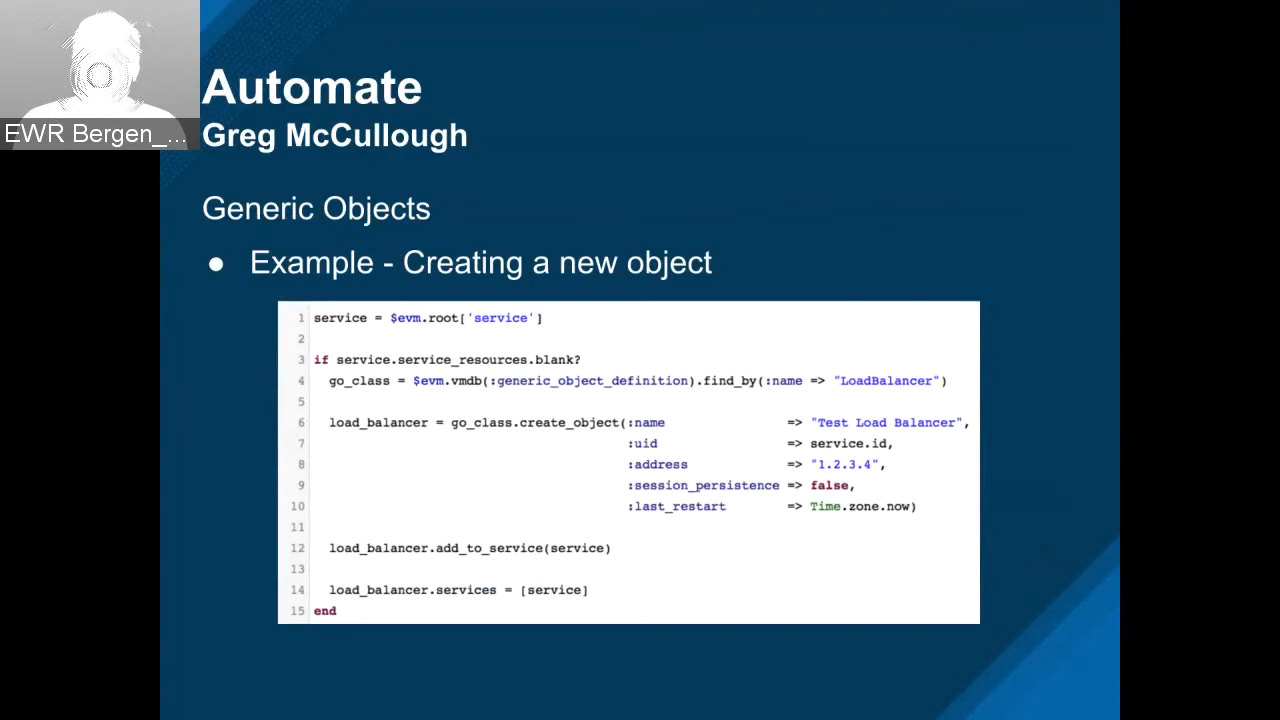 EWR Bergen_...
Automate
Greg McCullough
Generic Objects
● Example - Creating a new object
1 service = $evm.root['service']
2
3 if service.service_resources.blank?
4 go_class = $evm.vmdb(:generic_object_definition).find_by(:name => "LoadBalancer")
5
6 load_balancer = go_class.create_object(:name => "Test Load Balancer",
7 :uid => service.id,
8 :address => "1.2.3.4",
9 :session_persistence => false,
10 :last_restart => Time.zone.now)
11
12 load_balancer.add_to_service(service)
13
14 load_balancer.services = [service]
15 end